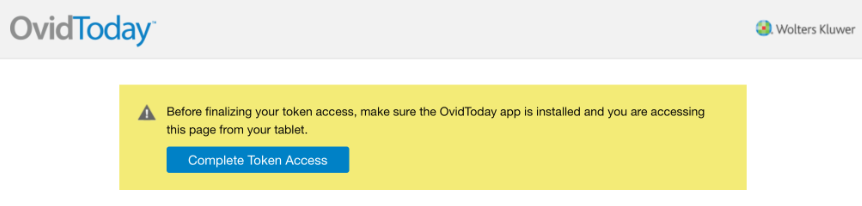 OvidToday™
Wolters Kluwer
Before finalizing your token access, make sure the OvidToday app is installed and you are accessing
this page from your tablet.
Complete Token Access